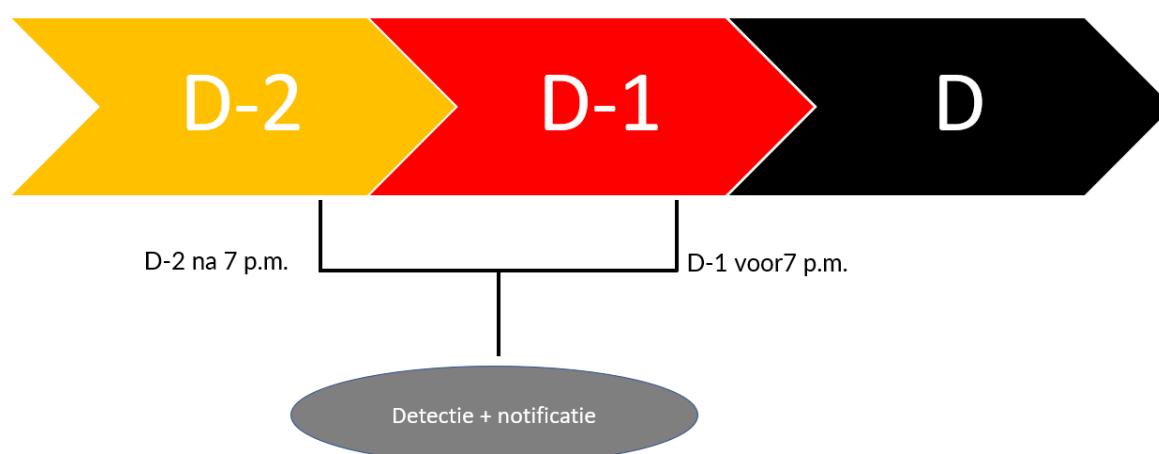 D-2
D-1
D
D-2 na 7 p.m.
D-1 voor7 p.m.
Detectie + notificatie